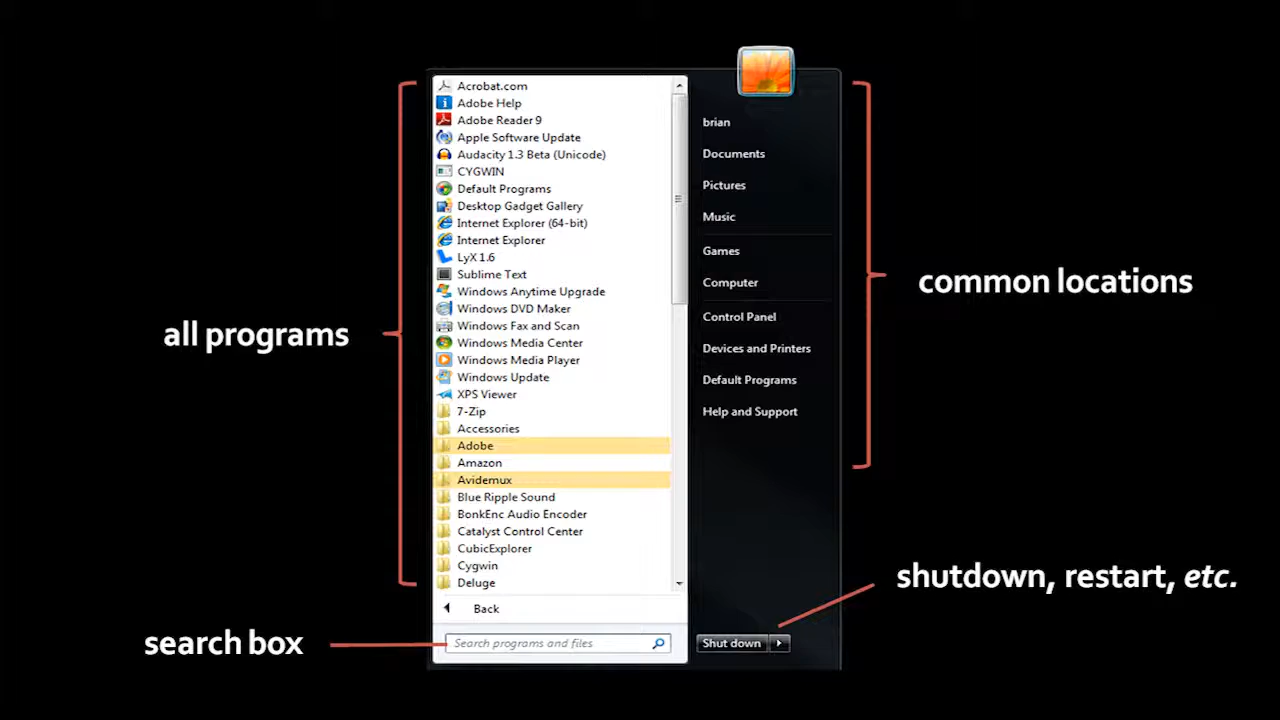 Acrobat.com
Adobe Help
Adobe Reader 9
Apple Software Update
Audacity 1.3 Beta (Unicode)
CYGWIN
Default Programs
Desktop Gadget Gallery
Internet Explorer (64-bit)
Internet Explorer
LyX 1.6
Sublime Text
Windows Anytime Upgrade
Windows DVD Maker
Windows Fax and Scan
Windows Media Center
Windows Media Player
Windows Update
XPS Viewer
7-Zip
Accessories
Adobe
Amazon
Avidemux
Blue Ripple Sound
BonkEnc Audio Encoder
Catalyst Control Center
CubicExplorer
Cygwin
Deluge
Back
Search programs and files
brian
Documents
Pictures
Music
Games
Computer
Control Panel
Devices and Printers
Default Programs
Help and Support
Shut down
all programs
search box
common locations
shutdown, restart, etc.